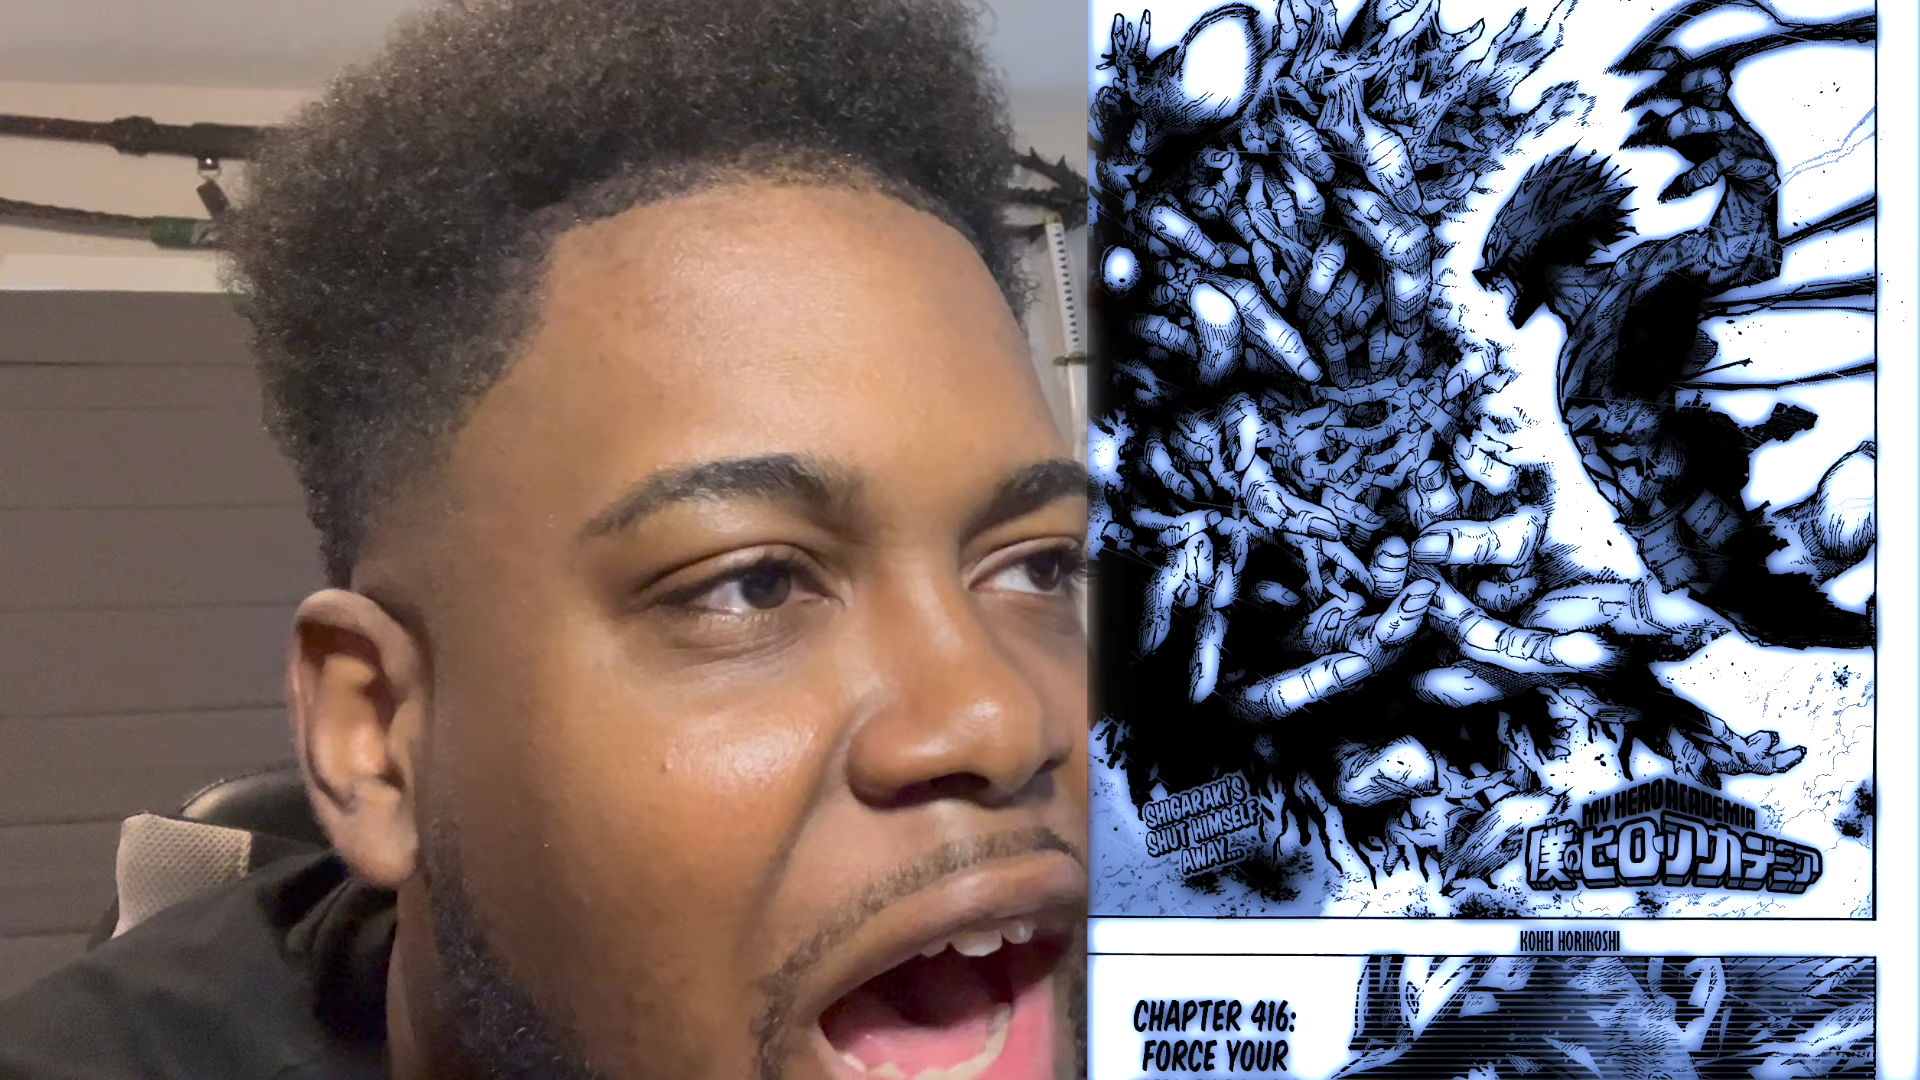 SHIGARAKI'S
SHUT HIMSELF
AWAY...
MY HERO ACADEMIA
僕のヒーローアカデミア
KOHEI HORIKOSHI
CHAPTER 416:
FORCE YOUR